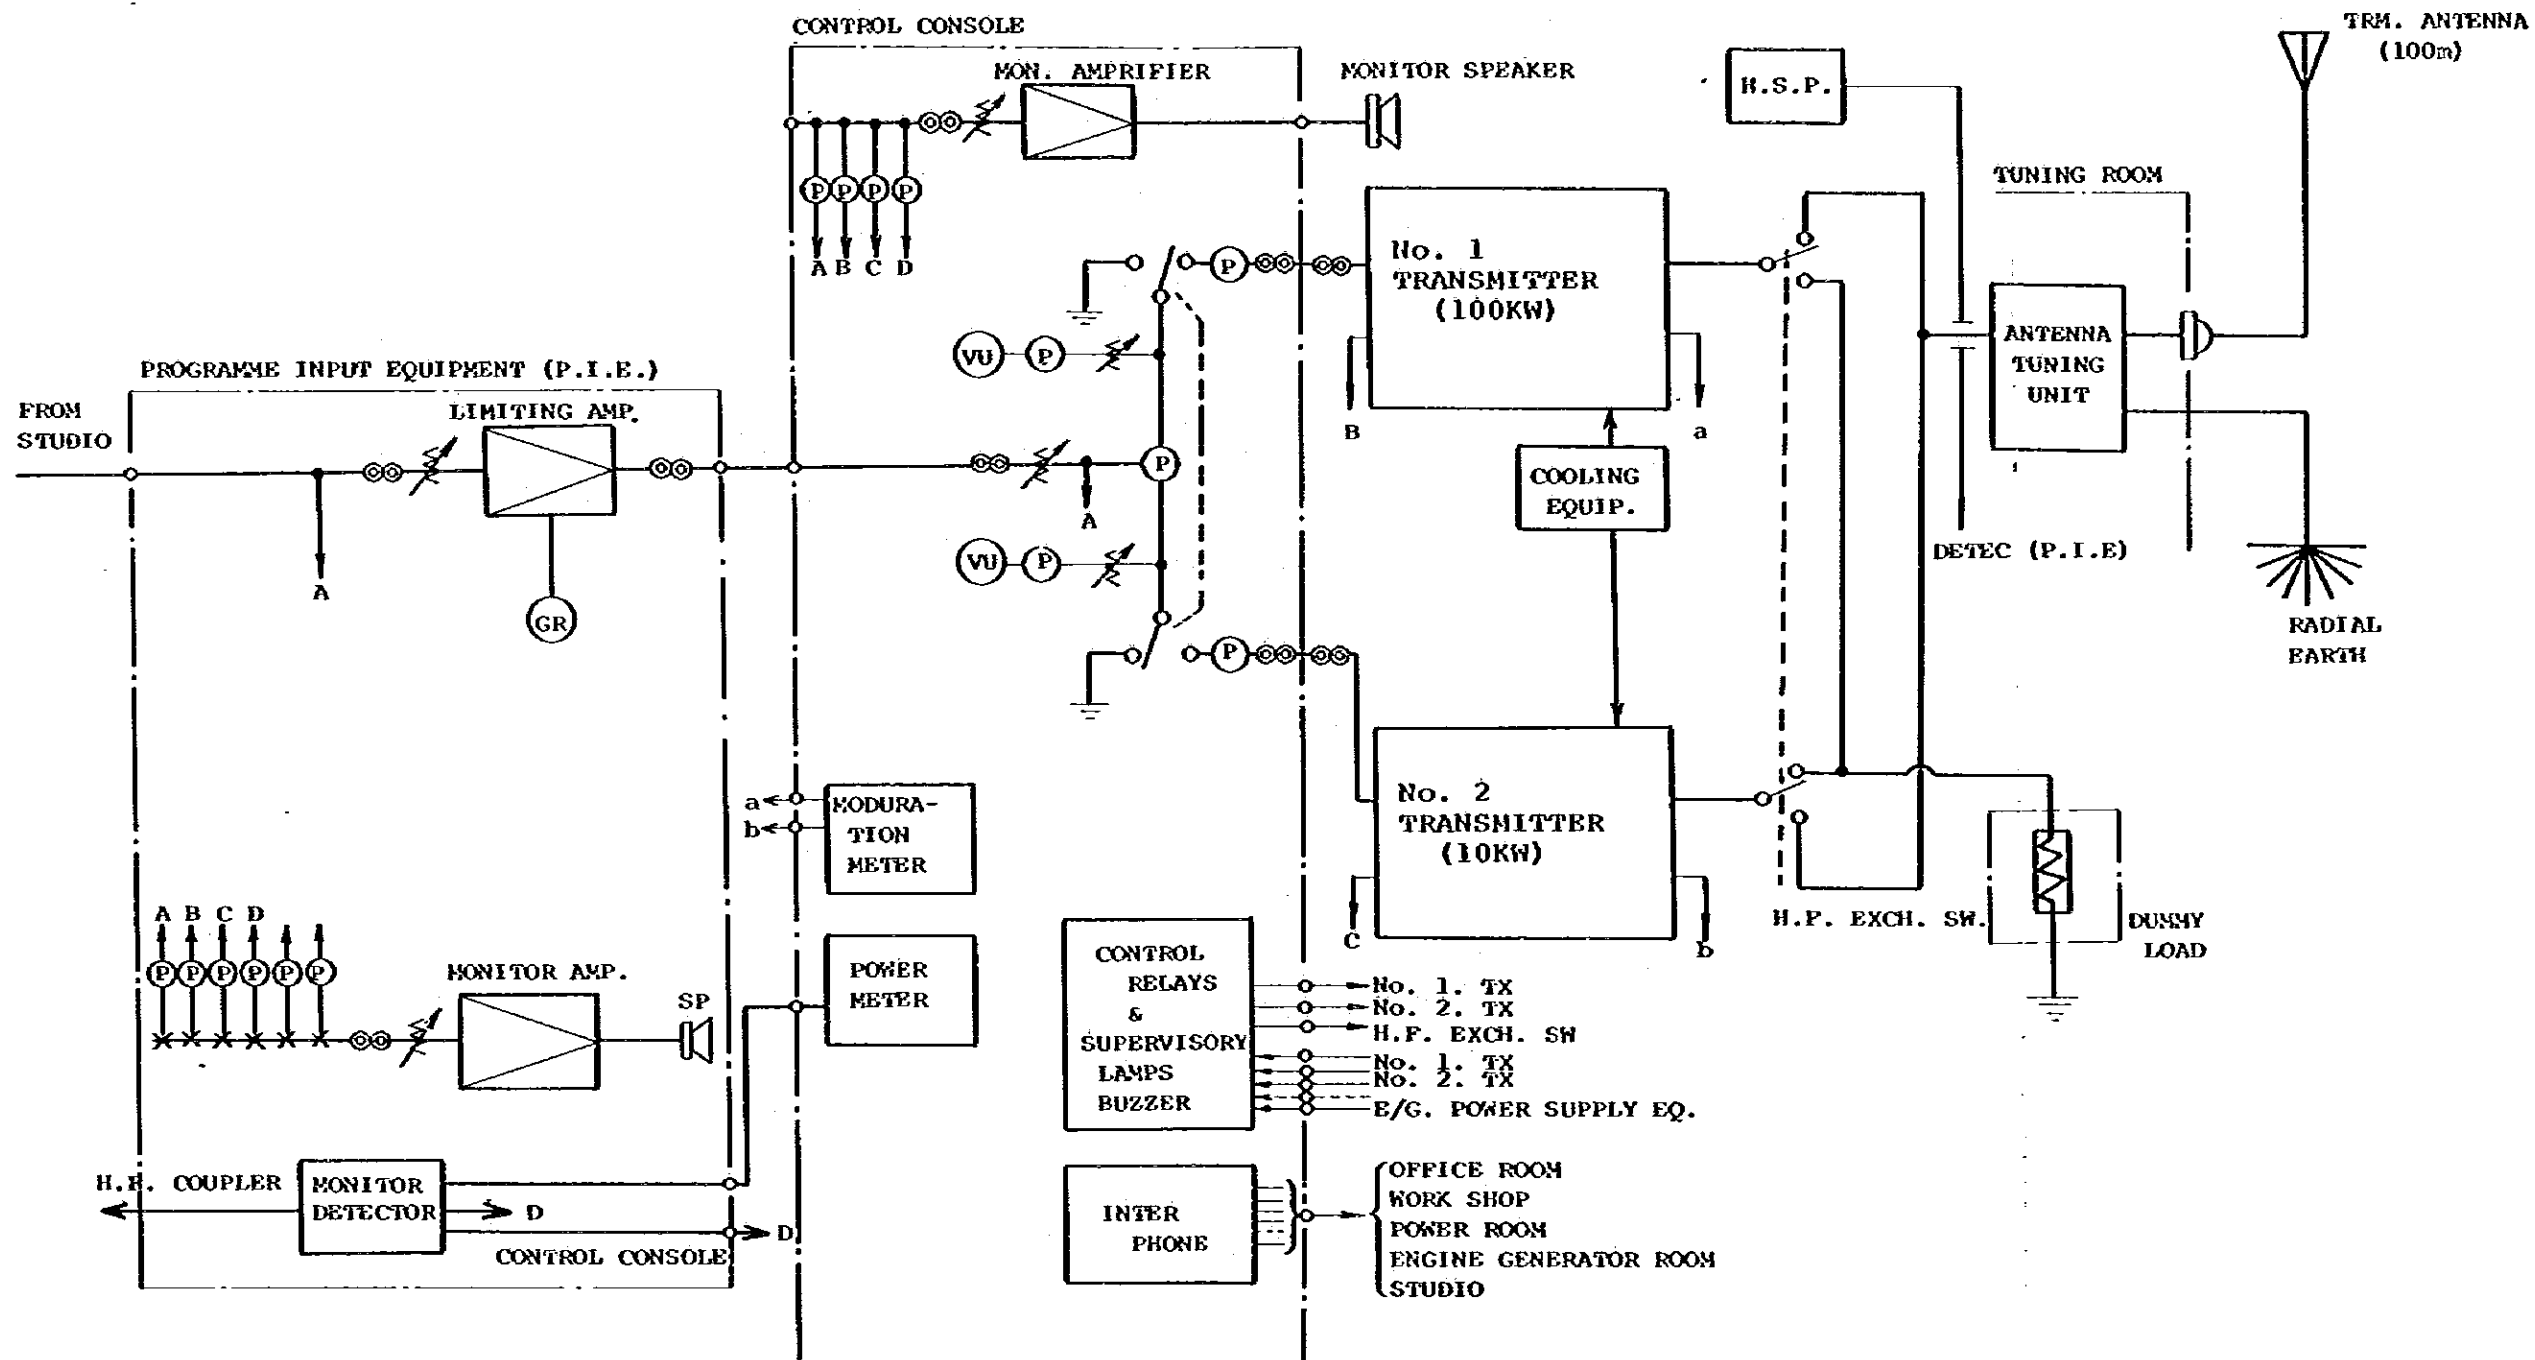 CONTROL CONSOLE
TRM. ANTENNA
(100m)
MON. AMPRIFIER
MONITOR SPEAKER
H.S.P.
P P P P
A B C D
TUNING ROOM
No. 1
TRANSMITTER
(100KW)
P
VU P
ANTENNA
TUNING
UNIT
PROGRAMME INPUT EQUIPMENT (P.I.E.)
FROM
STUDIO
LIMITING AMP.
B
a
P
A
COOLING
EQUIP.
DETEC (P.I.E)
VU P
A
GR
RADIAL
EARTH
P
a
b
MODURA-
TION
METER
No. 2
TRANSMITTER
(10KW)
C
b
H.P. EXCH. SW.
DUMMY
LOAD
A B C D
P P P P P P
MONITOR AMP.
SP
POWER
METER
CONTROL
RELAYS
&
SUPERVISORY
LAMPS
BUZZER
No. 1. TX
No. 2. TX
H.F. EXCH. SW
No. 1. TX
No. 2. TX
E/G. POWER SUPPLY EQ.
COUPLER
MONITOR
DETECTOR
D
D
CONTROL CONSOLE
INTER
PHONE
OFFICE ROOM
WORK SHOP
POWER ROOM
ENGINE GENERATOR ROOM
STUDIO